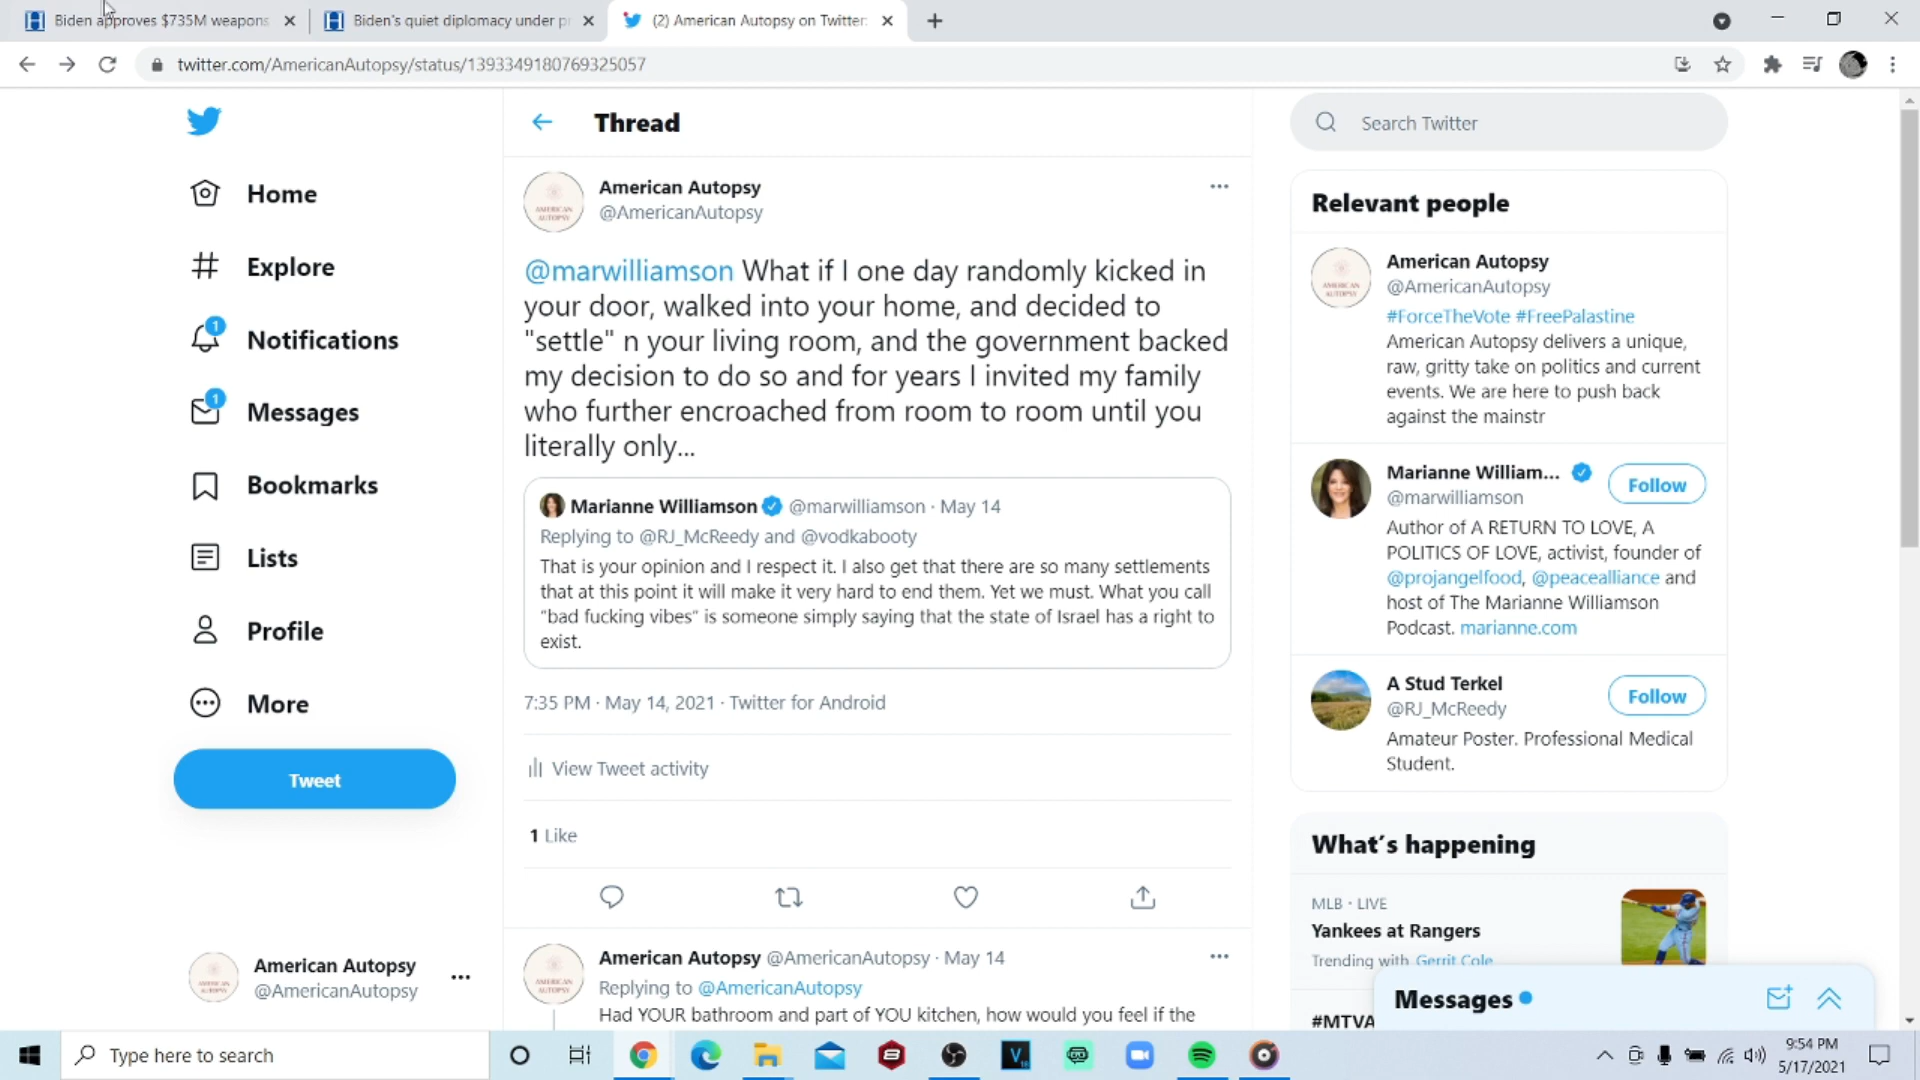 Biden approves $735M weapons
Biden's quiet diplomacy under pr
(2) American Autopsy on Twitter:
twitter.com/AmericanAutopsy/status/1393349180769325057
Home
Explore
1
Notifications
1
Messages
Bookmarks
Lists
Profile
More
Tweet
American Autopsy
@AmericanAutopsy
Thread
American Autopsy
@AmericanAutopsy
@marwilliamson What if I one day randomly kicked in
your door, walked into your home, and decided to
"settle" n your living room, and the government backed
my decision to do so and for years I invited my family
who further encroached from room to room until you
literally only...
Marianne Williamson @marwilliamson · May 14
Replying to @RJ_McReedy and @vodkabooty
That is your opinion and I respect it. I also get that there are so many settlements
that at this point it will make it very hard to end them. Yet we must. What you call
“bad fucking vibes” is someone simply saying that the state of Israel has a right to
exist.
7:35 PM · May 14, 2021 · Twitter for Android
View Tweet activity
1 Like
American Autopsy @AmericanAutopsy · May 14
Replying to @AmericanAutopsy
Had YOUR bathroom and part of YOU kitchen, how would you feel if the
Search Twitter
Relevant people
American Autopsy
@AmericanAutopsy
#ForceTheVote #FreePalastine
American Autopsy delivers a unique,
raw, gritty take on politics and current
events. We are here to push back
against the mainstr
Marianne William...
@marwilliamson
Follow
Author of A RETURN TO LOVE, A
POLITICS OF LOVE, activist, founder of
@projangelfood, @peacealliance and
host of The Marianne Williamson
Podcast. marianne.com
A Stud Terkel
@RJ_McReedy
Follow
Amateur Poster. Professional Medical
Student.
What's happening
MLB · LIVE
Yankees at Rangers
Trending with Gerrit Cole
#MTVA
Messages
Type here to search
9:54 PM
5/17/2021